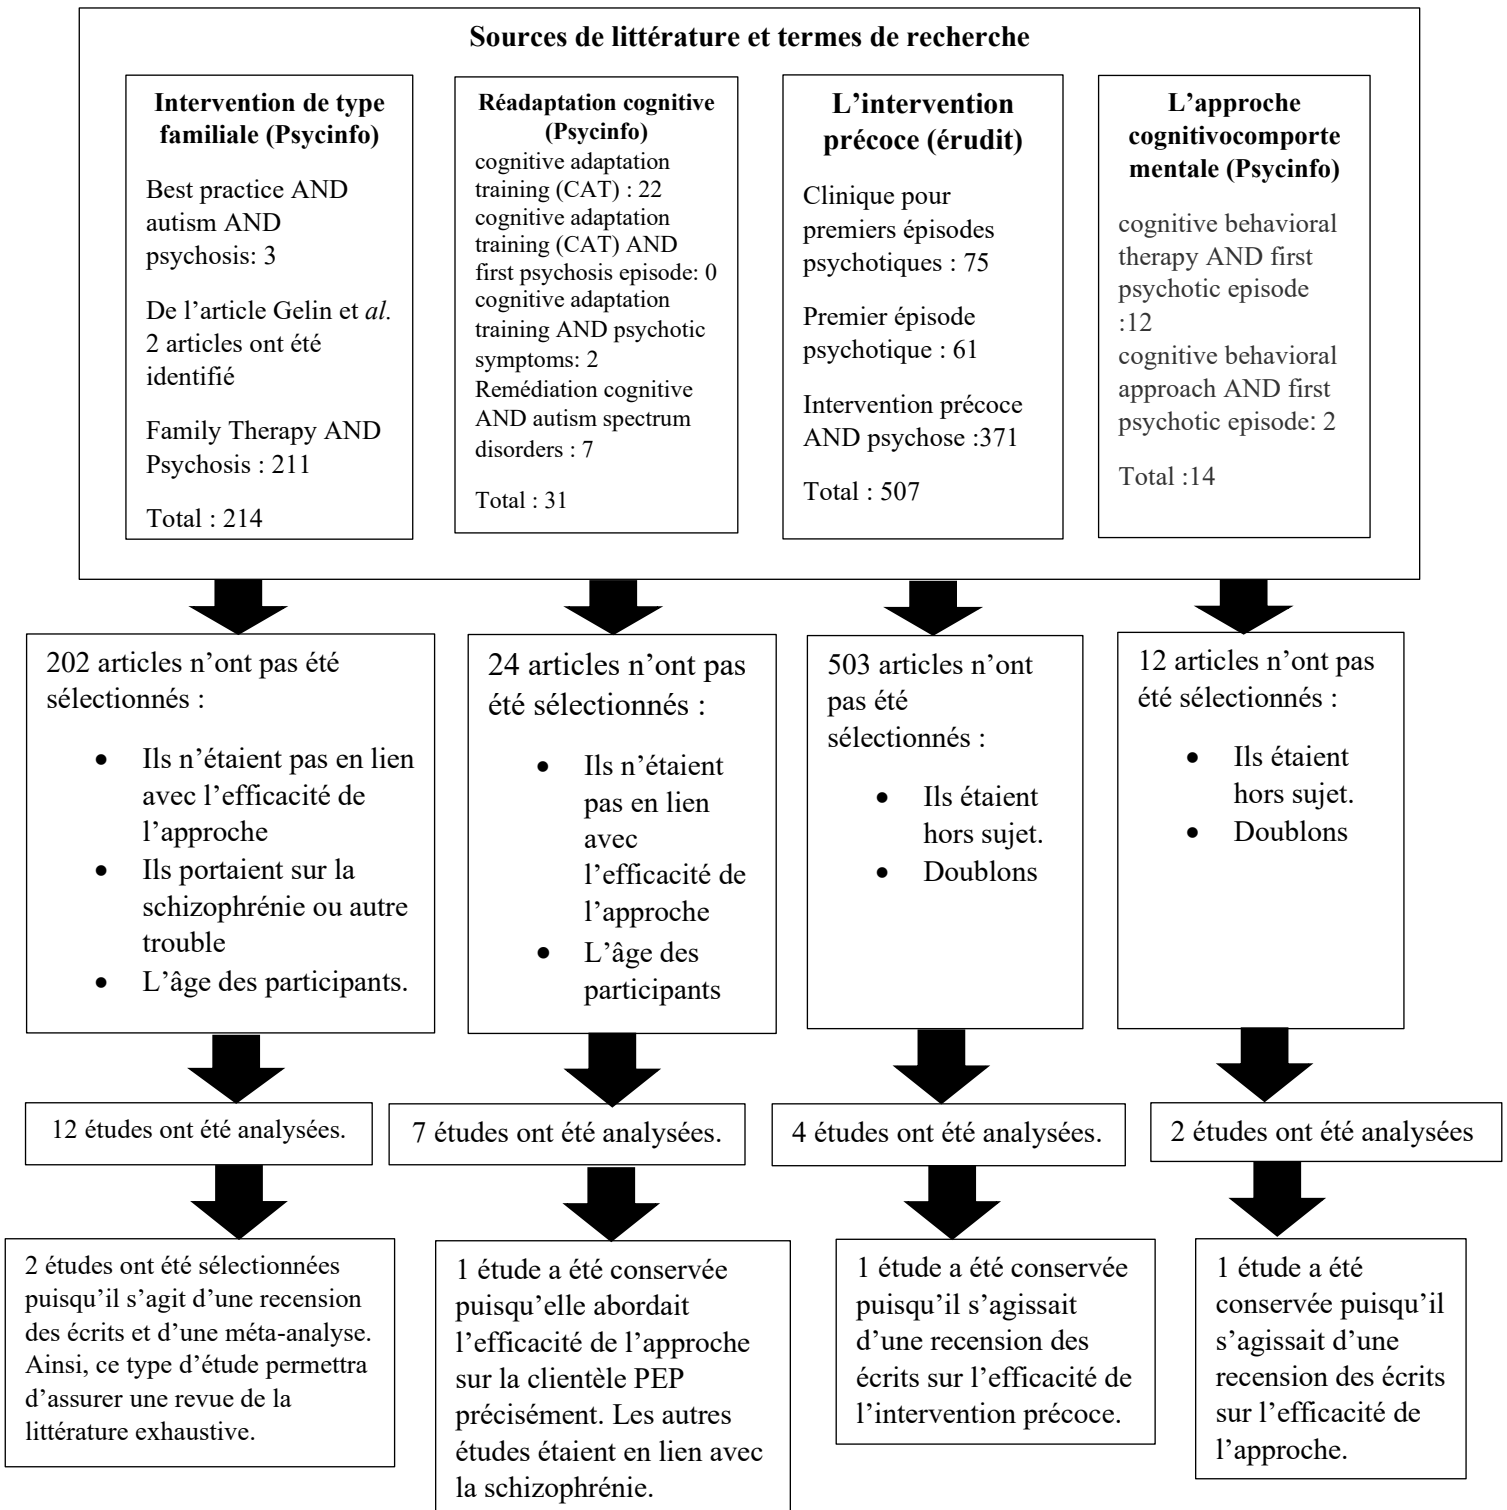 Sources de littérature et termes de recherche
Intervention de type
familiale (Psycinfo)
Best practice AND
autism AND
psychosis: 3
De l’article Gelin et al.
2 articles ont été
identifié
Family Therapy AND
Psychosis : 211
Total : 214
Réadaptation cognitive
(Psycinfo)
cognitive adaptation
training (CAT) : 22
cognitive adaptation
training (CAT) AND
first psychosis episode: 0
cognitive adaptation
training AND psychotic
symptoms: 2
Remédiation cognitive
AND autism spectrum
disorders : 7
Total : 31
L’intervention
précoce (érudit)
Clinique pour
premiers épisodes
psychotiques : 75
Premier épisode
psychotique : 61
Intervention précoce
AND psychose :371
Total : 507
L’approche
cognitivocomporte
mentale (Psycinfo)
cognitive behavioral
therapy AND first
psychotic episode
:12
cognitive behavioral
approach AND first
psychotic episode: 2
Total :14
202 articles n’ont pas été
sélectionnés :
• Ils n’étaient pas en lien
avec l’efficacité de
l’approche
• Ils portaient sur la
schizophrénie ou autre
trouble
• L’âge des participants.
24 articles n’ont pas
été sélectionnés :
• Ils n’étaient
pas en lien
avec
l’efficacité de
l’approche
• L’âge des
participants
503 articles n’ont
pas été
sélectionnés :
• Ils étaient
hors sujet.
• Doublons
12 articles n’ont pas
été sélectionnés :
• Ils étaient
hors sujet.
• Doublons
12 études ont été analysées.
7 études ont été analysées.
4 études ont été analysées.
2 études ont été analysées
2 études ont été sélectionnées
puisqu’il s’agit d’une recension
des écrits et d’une méta-analyse.
Ainsi, ce type d’étude permettra
d’assurer une revue de la
littérature exhaustive.
1 étude a été conservée
puisqu’elle abordait
l’efficacité de l’approche
sur la clientèle PEP
précisément. Les autres
études étaient en lien avec
la schizophrénie.
1 étude a été conservée
puisqu’il s’agissait
d’une recension des
écrits sur l’efficacité de
l’intervention précoce.
1 étude a été
conservée puisqu’il
s’agissait d’une
recension des écrits
sur l’efficacité de
l’approche.